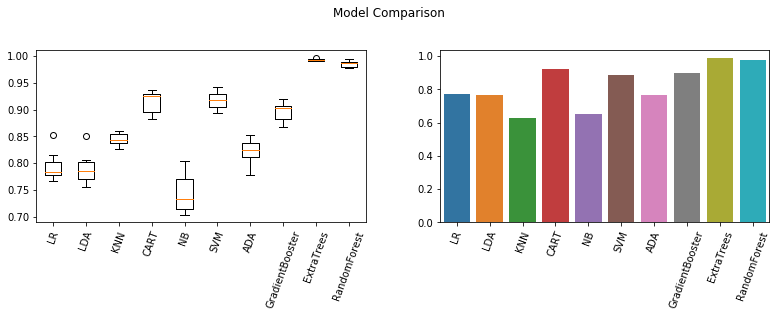 Model Comparison
1.00
0.95
0.90
0.85
0.80
0.75
0.70
LR
LDA
KNN
CART
NB
SVM
ADA
GradientBooster
ExtraTrees
RandomForest
1.0
0.8
0.6
0.4
0.2
0.0
LR
LDA
KNN
CART
NB
SVM
ADA
GradientBooster
ExtraTrees
RandomForest